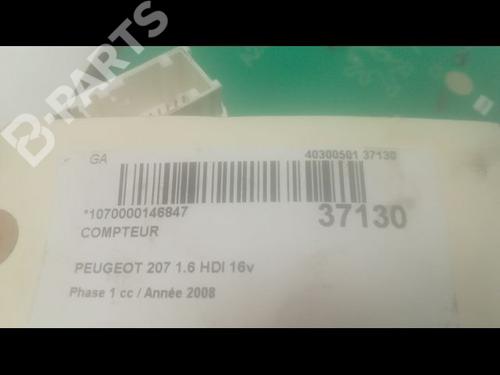 B-PARTS
GA
40300501 37130
*1070000146847
37130
COMPTEUR
PEUGEOT 207 1.6 HDI 16v
Phase 1 cc / Année 2008